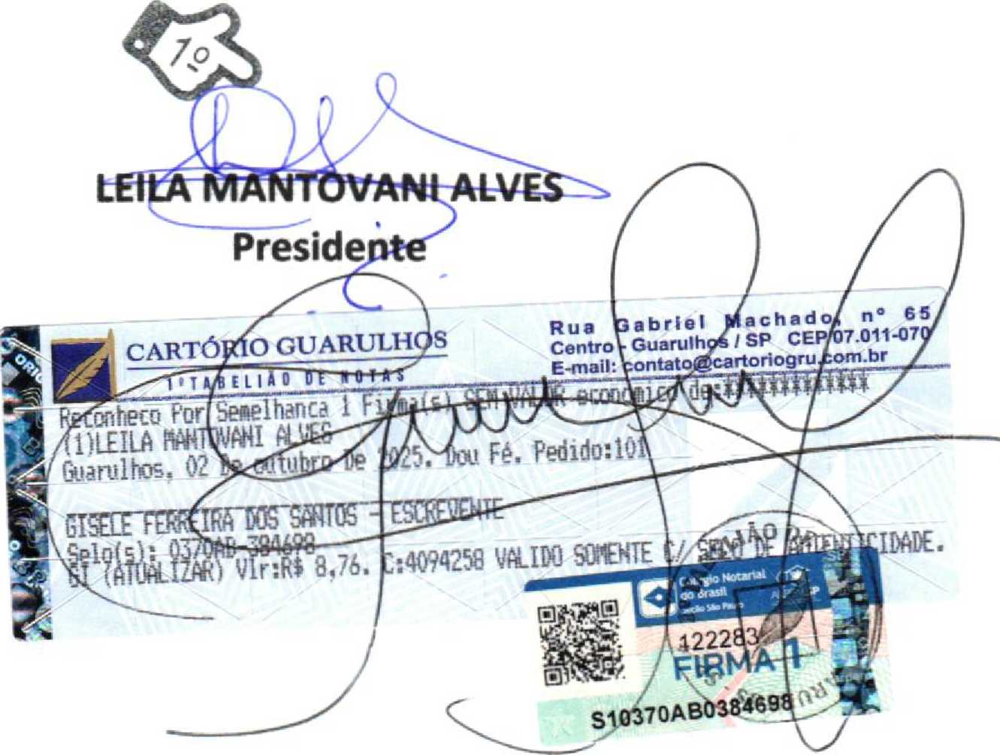 1º
LEILA MANTOVANI ALVES
Presidente
CARTÓRIO GUARULHOS
1º TABELIÃO DE NOTAS
Rua Gabriel Machado, nº 65
Centro - Guarulhos / SP CEP 07.011-070
E-mail: contato@cartoriogru.com.br
Reconheco Por Semelhanca 1 Firma(s) SEM VALOR economico de:*************
(1)LEILA MANTOVANI ALVES
Guarulhos, 02 De outubro De 2025. Dou Fé. Pedido:101
GISELE FERREIRA DOS SANTOS - ESCREVENTE
Selo(s): 0370AB-384698
GI (ATUALIZAR) Vlr:R$ 8,76. C:4094258 VALIDO SOMENTE C/ SELO DE AUTENTICIDADE.
Colégio Notarial
do Brasil
Seção São Paulo
122283
FIRMA 1
S10370AB0384698